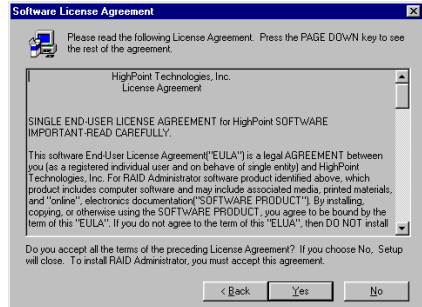 Software License Agreement
Please read the following License Agreement. Press the PAGE DOWN key to see
the rest of the agreement.
HighPoint Technologies, Inc.
License Agreement
SINGLE END-USER LICENSE AGREEMENT for HighPoint SOFTWARE
IMPORTANT-READ CAREFULLY.
This software End-User License Agreement("EULA") is a legal AGREEMENT between
you (as a registered individual user and on behave of single entity) and HighPoint
Technologies, Inc. For RAID Administrator software product identified above, which
product includes computer software and may include associated media, printed materials,
and "online", electronics documentation("SOFTWARE PRODUCT"). By installing,
copying, or otherwise using the SOFTWARE PRODUCT, you agree to be bound by the
term of this "EULA". If you do not agree to the term of this "ELUA", then DO NOT install
Do you accept all the terms of the preceding License Agreement? If you choose No, Setup
will close. To install RAID Administrator, you must accept this agreement.
< Back Yes No